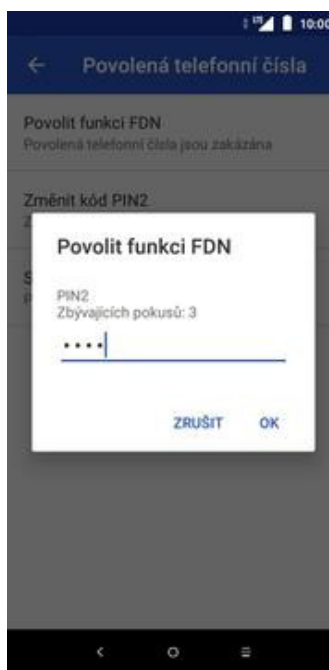 LTE 10:00
Povolená telefonní čísla
Povolit funkci FDN
Povolená telefonní čísla jsou zakázána
Změnit kód PIN2
Povolit funkci FDN
PIN2
Zbývajících pokusů: 3
••••
ZRUŠIT OK